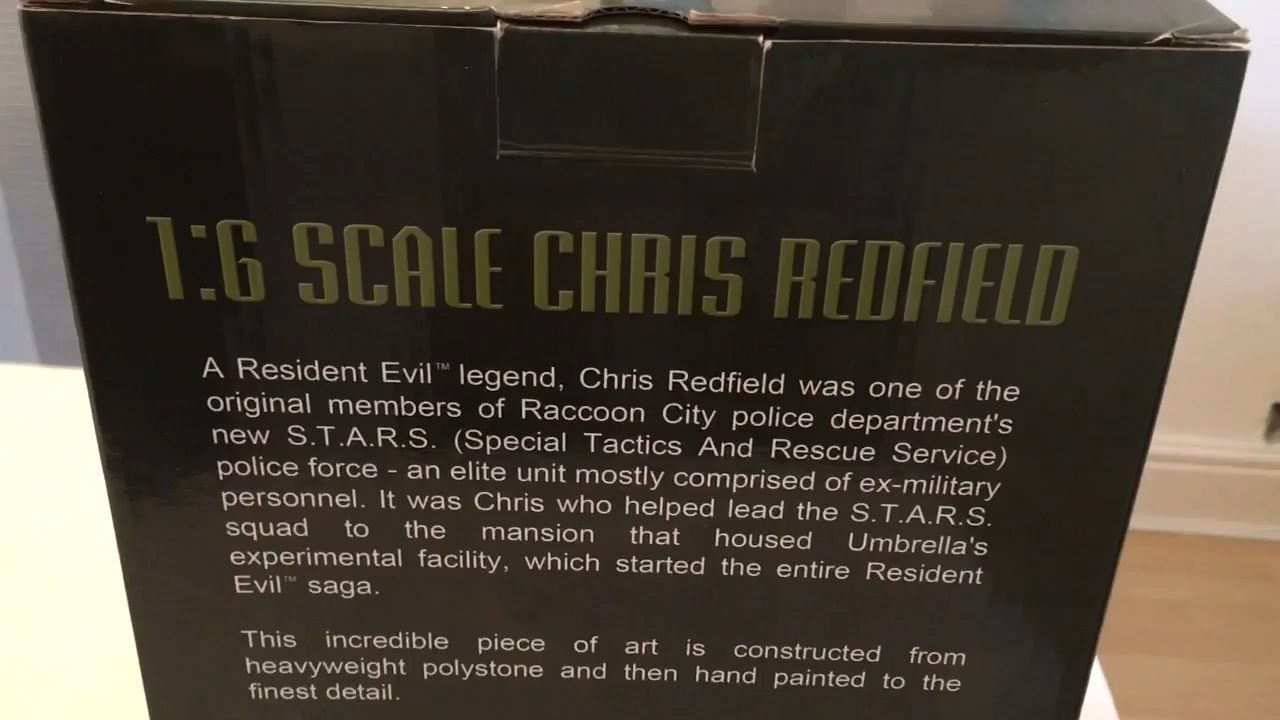 1:6 SCALE CHRIS REDFIELD
A Resident Evil™ legend, Chris Redfield was one of the
original members of Raccoon City police department's
new S.T.A.R.S. (Special Tactics And Rescue Service)
police force - an elite unit mostly comprised of ex-military
personnel. It was Chris who helped lead the S.T.A.R.S.
squad to the mansion that housed Umbrella's
experimental facility, which started the entire Resident
Evil™ saga.
This incredible piece of art is constructed from
heavyweight polystone and then hand painted to the
finest detail.